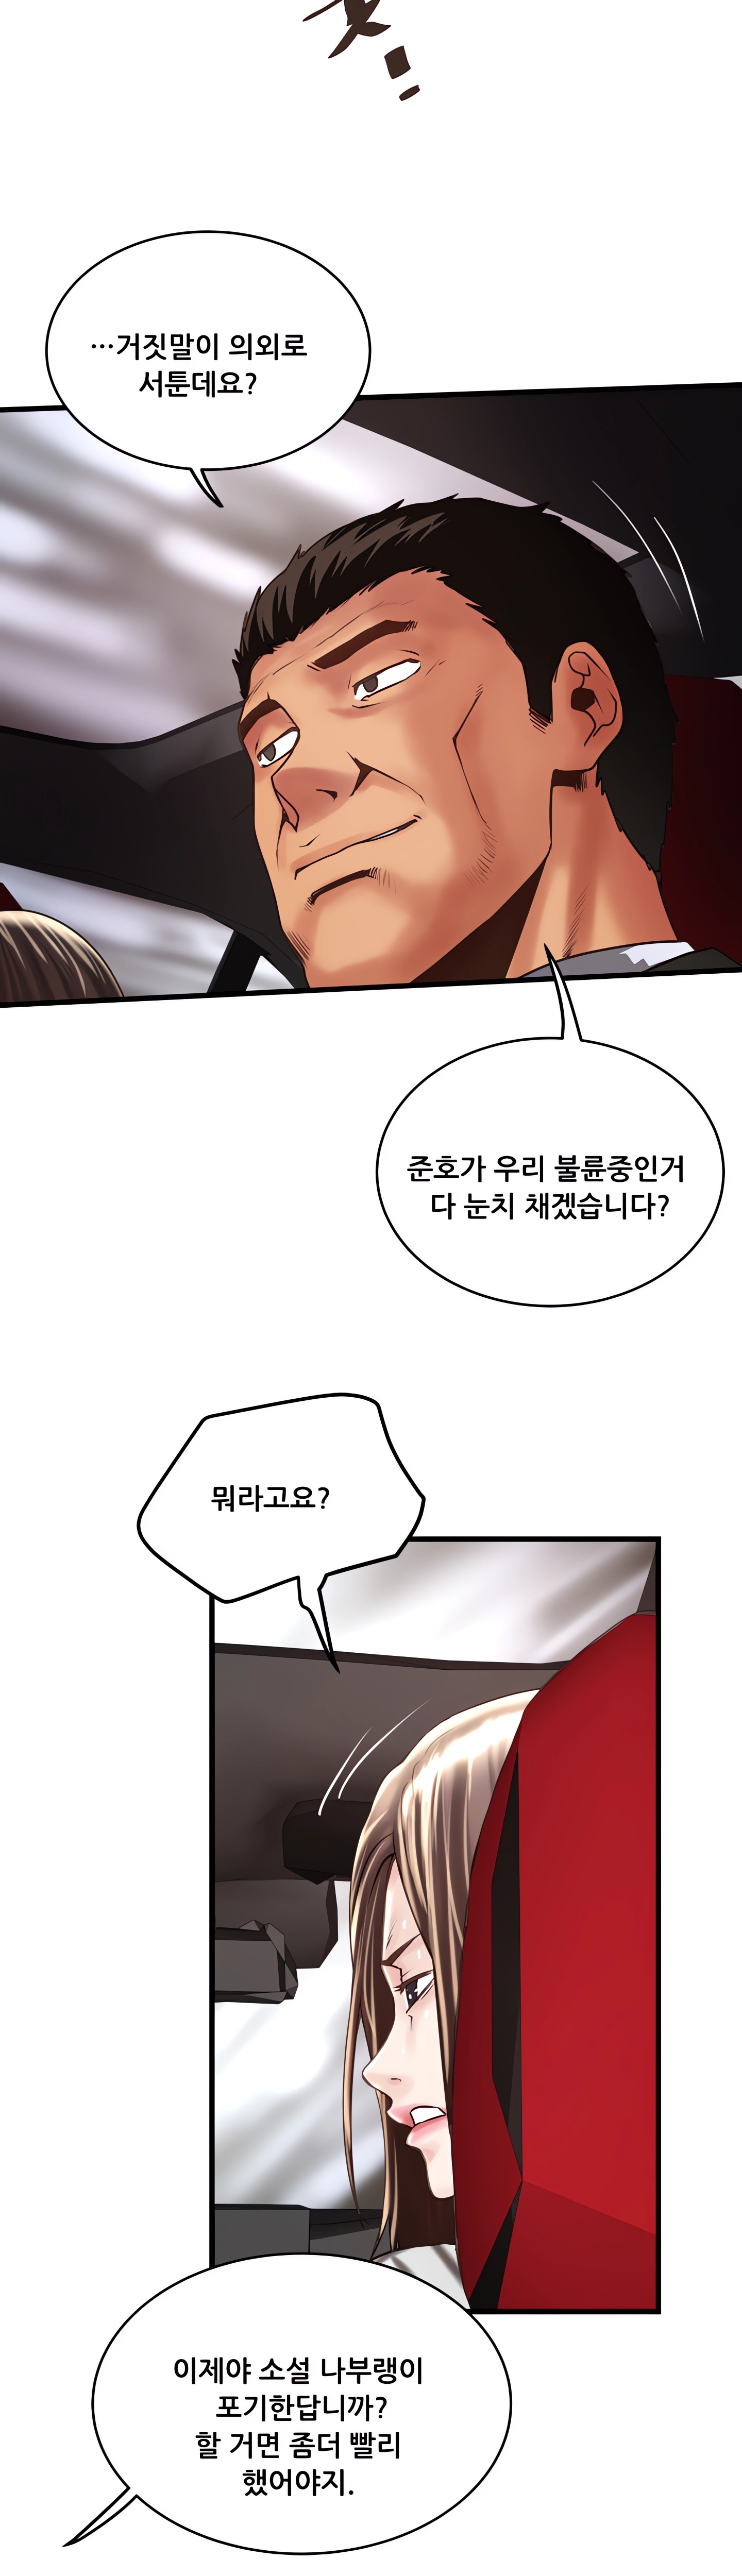 …거짓말이 의외로
서툰데요?
준호가 우리 불륜중인거
다 눈치 채겠습니다?
뭐라고요?
이제야 소설 나부랭이
포기한답니까?
할 거면 좀더 빨리
했어야지.